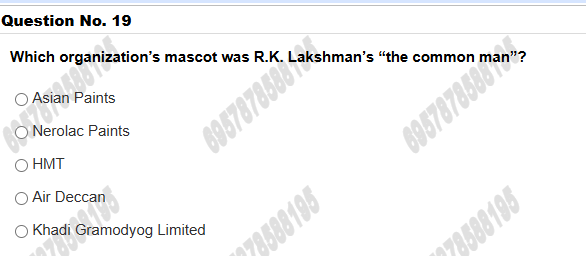 Question No. 19
Which organization's mascot was R.K. Lakshman's “the common man”?
Asian Paints
Nerolac Paints
HMT
Air Deccan
Khadi Gramodyog Limited